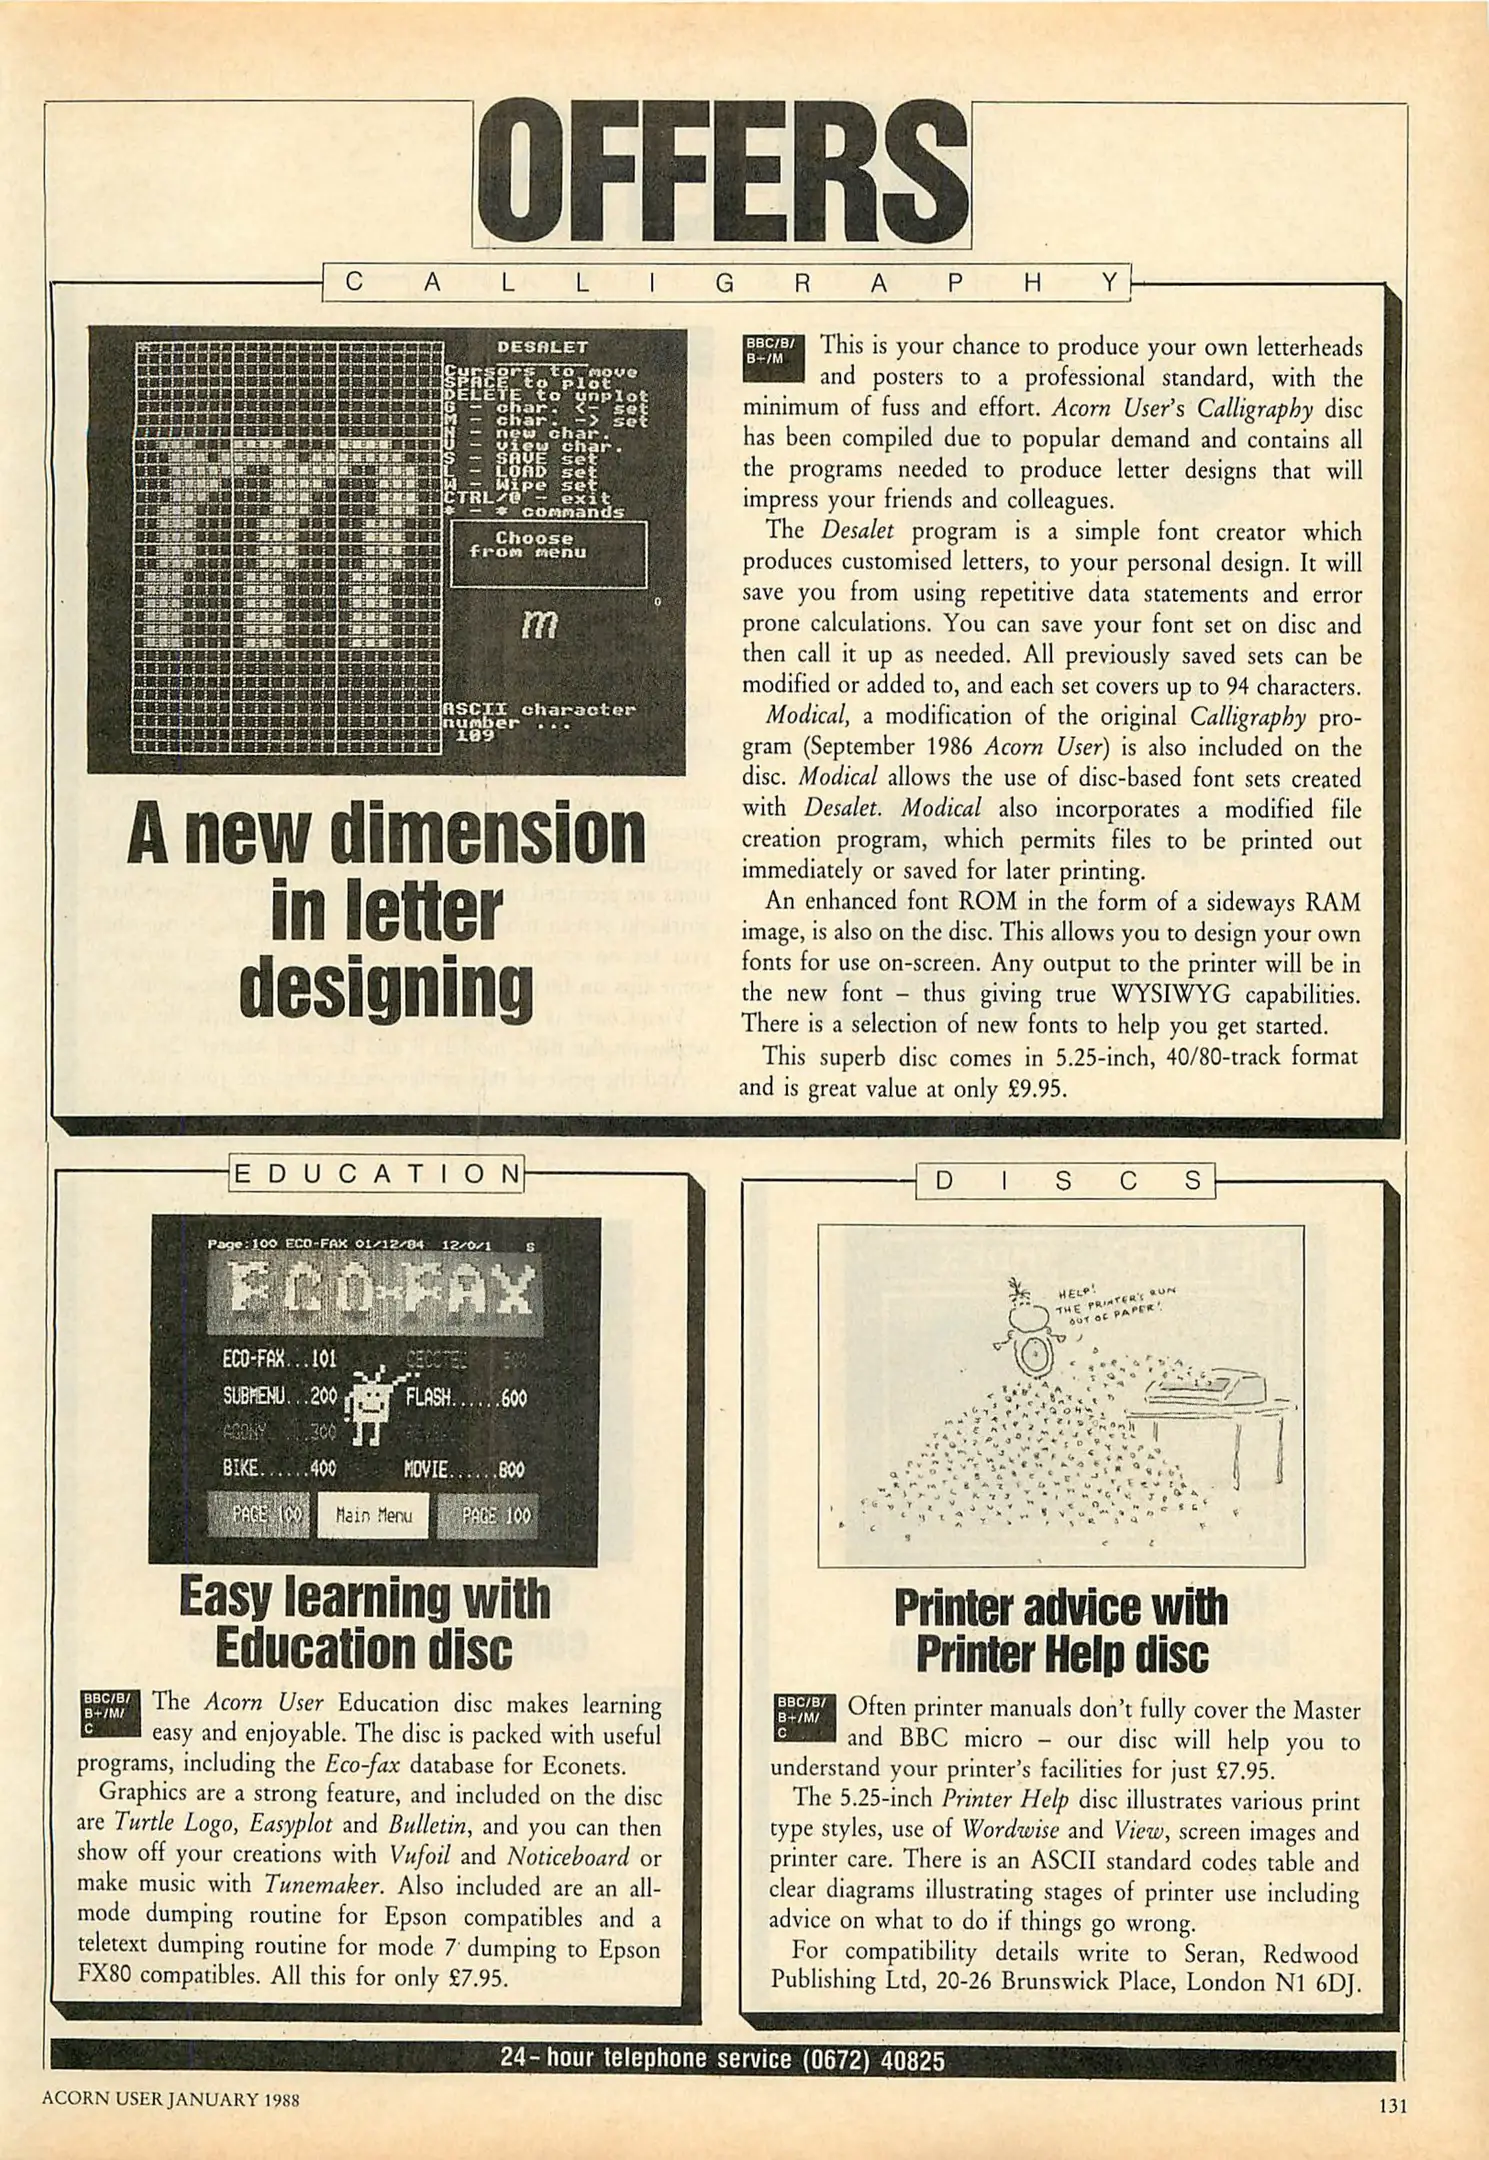 OFFERS
CALLIGRAPHY
DESALET
Cursors to move
SPACE to plot
DELETE to unplot
G - char. <- set
M - char. -> set
N - new char.
V - view char.
S - SAVE set
L - LOAD set
W - Wipe set
CTRL/@ - exit
* - * commands
Choose
from menu
m
0
ASCII character
number ...
109
A new dimension
in letter
designing
BBC/B/
B+/M
This is your chance to produce your own letterheads
and posters to a professional standard, with the
minimum of fuss and effort. Acorn User's Calligraphy disc
has been compiled due to popular demand and contains all
the programs needed to produce letter designs that will
impress your friends and colleagues.
The Desalet program is a simple font creator which
produces customised letters, to your personal design. It will
save you from using repetitive data statements and error
prone calculations. You can save your font set on disc and
then call it up as needed. All previously saved sets can be
modified or added to, and each set covers up to 94 characters.
Modical, a modification of the original Calligraphy pro-
gram (September 1986 Acorn User) is also included on the
disc. Modical allows the use of disc-based font sets created
with Desalet. Modical also incorporates a modified file
creation program, which permits files to be printed out
immediately or saved for later printing.
An enhanced font ROM in the form of a sideways RAM
image, is also on the disc. This allows you to design your own
fonts for use on-screen. Any output to the printer will be in
the new font – thus giving true WYSIWYG capabilities.
There is a selection of new fonts to help you get started.
This superb disc comes in 5.25-inch, 40/80-track format
and is great value at only £9.95.
EDUCATION
Page:100 ECO-FAX 01/12/84 12/0/1 S
ECO-FAX
ECO-FAX...101
SUBMENU...200
FLASH......600
AGONY ...300
BIKE......400
MOVIE......800
PAGE 100
Main Menu
PAGE 100
Easy learning with
Education disc
BBC/B/
B+/M/
C
The Acorn User Education disc makes learning
easy and enjoyable. The disc is packed with useful
programs, including the Eco-fax database for Econets.
Graphics are a strong feature, and included on the disc
are Turtle Logo, Easyplot and Bulletin, and you can then
show off your creations with Vufoil and Noticeboard or
make music with Tunemaker. Also included are an all-
mode dumping routine for Epson compatibles and a
teletext dumping routine for mode 7 dumping to Epson
FX80 compatibles. All this for only £7.95.
DISCS
HELP!
THE PRINTER'S RUN
OUT OF PAPER!
Printer advice with
Printer Help disc
BBC/B/
B+/M/
C
Often printer manuals don't fully cover the Master
and BBC micro – our disc will help you to
understand your printer's facilities for just £7.95.
The 5.25-inch Printer Help disc illustrates various print
type styles, use of Wordwise and View, screen images and
printer care. There is an ASCII standard codes table and
clear diagrams illustrating stages of printer use including
advice on what to do if things go wrong.
For compatibility details write to Seran, Redwood
Publishing Ltd, 20-26 Brunswick Place, London N1 6DJ.
24-hour telephone service (0672) 40825
ACORN USER JANUARY 1988
131